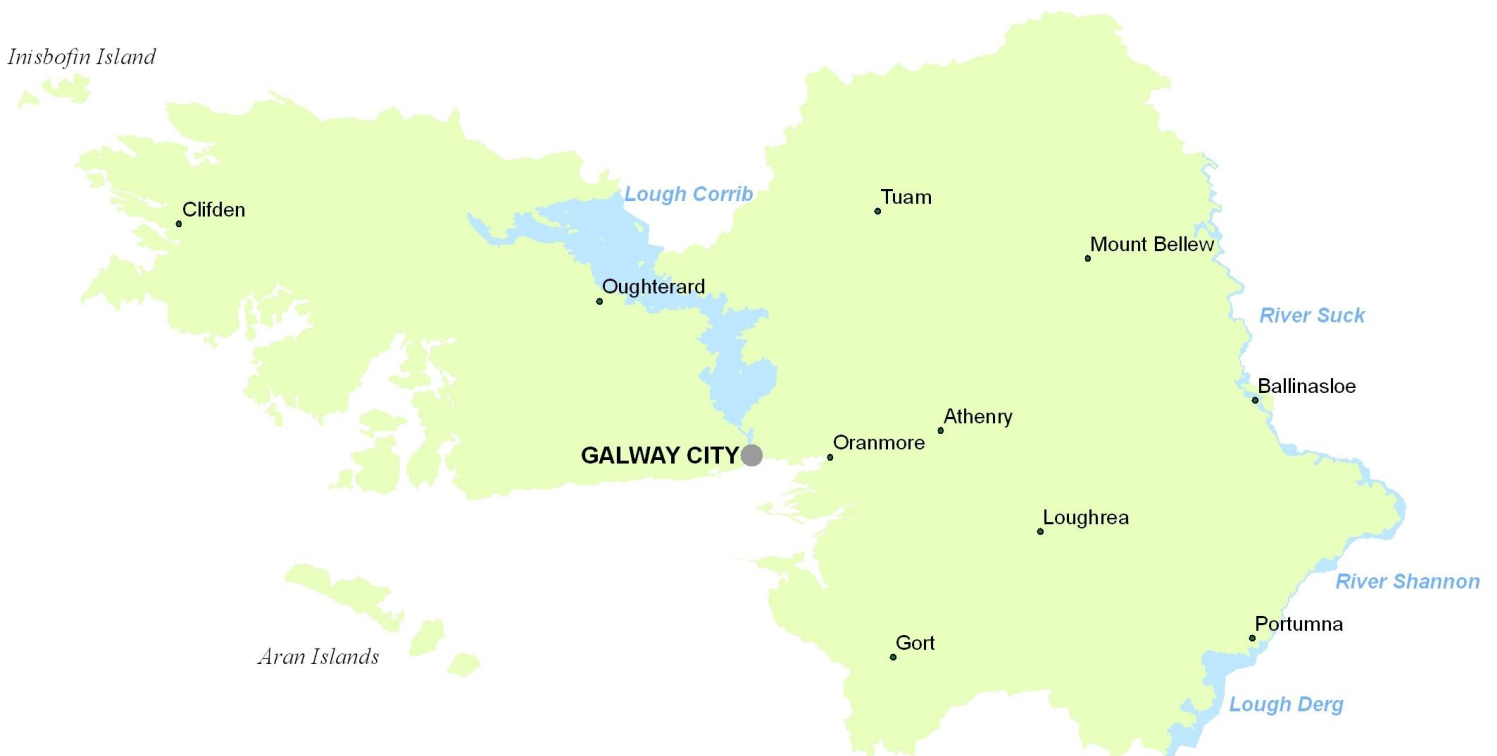 Inisbofin Island
Lough Corrib
Tuam
Clifden
Mount Bellew
Oughterard
River Suck
Ballinasloe
Athenry
Oranmore
GALWAY CITY
Loughrea
River Shannon
Portumna
Gort
Aran Islands
Lough Derg